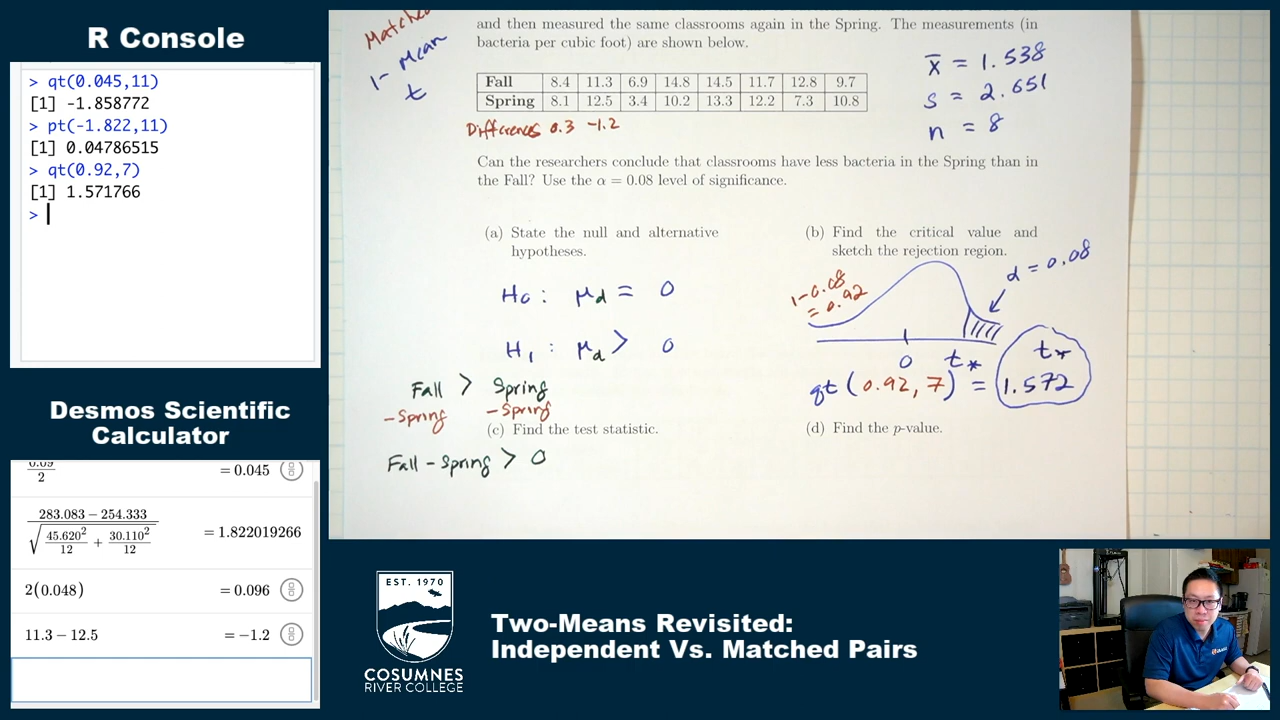 R Console
> qt(0.045,11)
[1] -1.858772
> pt(-1.822,11)
[1] 0.04786515
> qt(0.92,7)
[1] 1.571766
>
Desmos Scientific
Calculator
0.09
2
= 0.045
283.083 − 254.333
√ 45.620² / 12 + 30.110² / 12
= 1.822019266
2(0.048)
= 0.096
11.3 − 12.5
= −1.2
Matched
1- Mean
t
and then measured the same classrooms again in the Spring. The measurements (in
bacteria per cubic foot) are shown below.
Fall 8.4 11.3 6.9 14.8 14.5 11.7 12.8 9.7
Spring 8.1 12.5 3.4 10.2 13.3 12.2 7.3 10.8
Differences 0.3 -1.2
x̄ = 1.538
s = 2.651
n = 8
Can the researchers conclude that classrooms have less bacteria in the Spring than in
the Fall? Use the α = 0.08 level of significance.
(a) State the null and alternative
hypotheses.
H0 : μd = 0
H1 : μd > 0
Fall > Spring
-Spring -Spring
Fall - Spring > 0
(b) Find the critical value and
sketch the rejection region.
1-0.08
= 0.92
α = 0.08
0 t*
qt (0.92, 7) = 1.572
t*
(c) Find the test statistic.
(d) Find the p-value.
EST. 1970
COSUMNES
RIVER COLLEGE
Two-Means Revisited:
Independent Vs. Matched Pairs